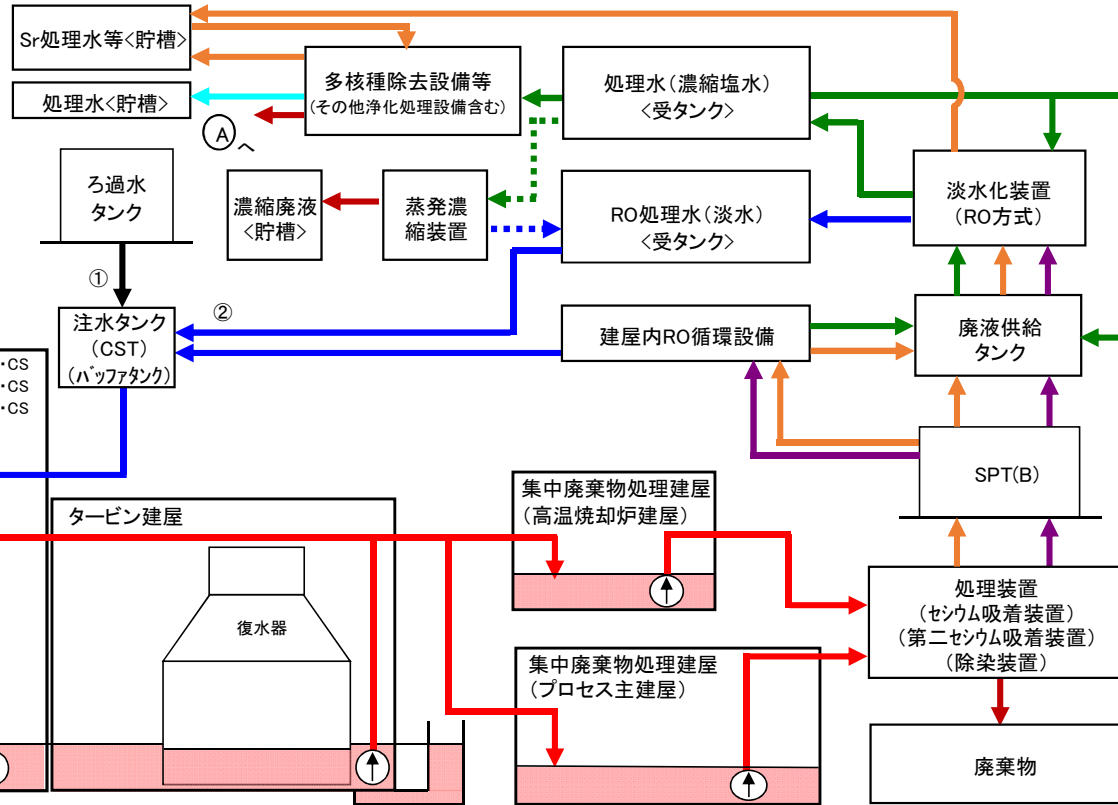 Sr処理水等<貯槽>
処理水<貯槽>
多核種除去設備等
(その他浄化処理設備含む)
Aへ
処理水(濃縮塩水)
<受タンク>
ろ過水
タンク
濃縮廃液
<貯槽>
蒸発濃
縮装置
RO処理水(淡水)
<受タンク>
淡水化装置
(RO方式)
①
②
注水タンク
(CST)
(バッファタンク)
建屋内RO循環設備
廃液供給
タンク
・CS
・CS
・CS
SPT(B)
タービン建屋
復水器
集中廃棄物処理建屋
(高温焼却炉建屋)
集中廃棄物処理建屋
(プロセス主建屋)
処理装置
(セシウム吸着装置)
(第二セシウム吸着装置)
(除染装置)
廃棄物